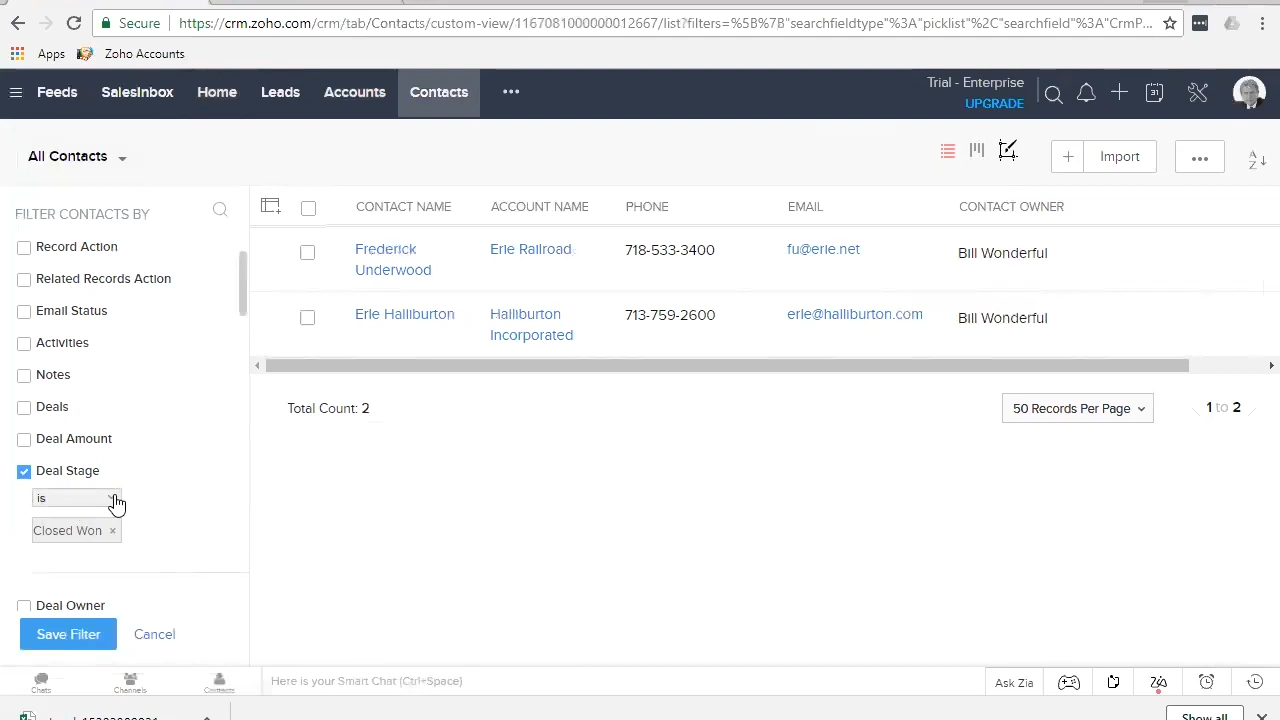 Secure https://crm.zoho.com/crm/tab/Contacts/custom-view/1167081000000012667/list?filters=%5B%7B"searchfieldtype"%3A"picklist"%2C"searchfield"%3A"CrmP...
Apps Zoho Accounts
Feeds SalesInbox Home Leads Accounts Contacts •••
Trial - Enterprise
UPGRADE
31
All Contacts
Import
•••
A
Z
FILTER CONTACTS BY
Record Action
Related Records Action
Email Status
Activities
Notes
Deals
Deal Amount
Deal Stage
is
Closed Won ×
Deal Owner
Save Filter Cancel
CONTACT NAME ACCOUNT NAME PHONE EMAIL CONTACT OWNER
Frederick Underwood Erie Railroad 718-533-3400 fu@erie.net Bill Wonderful
Erle Halliburton Halliburton Incorporated 713-759-2600 erle@halliburton.com Bill Wonderful
Total Count: 2
50 Records Per Page
1 to 2
Chats Channels Contacts
Here is your Smart Chat (Ctrl+Space)
Ask Zia
Show all